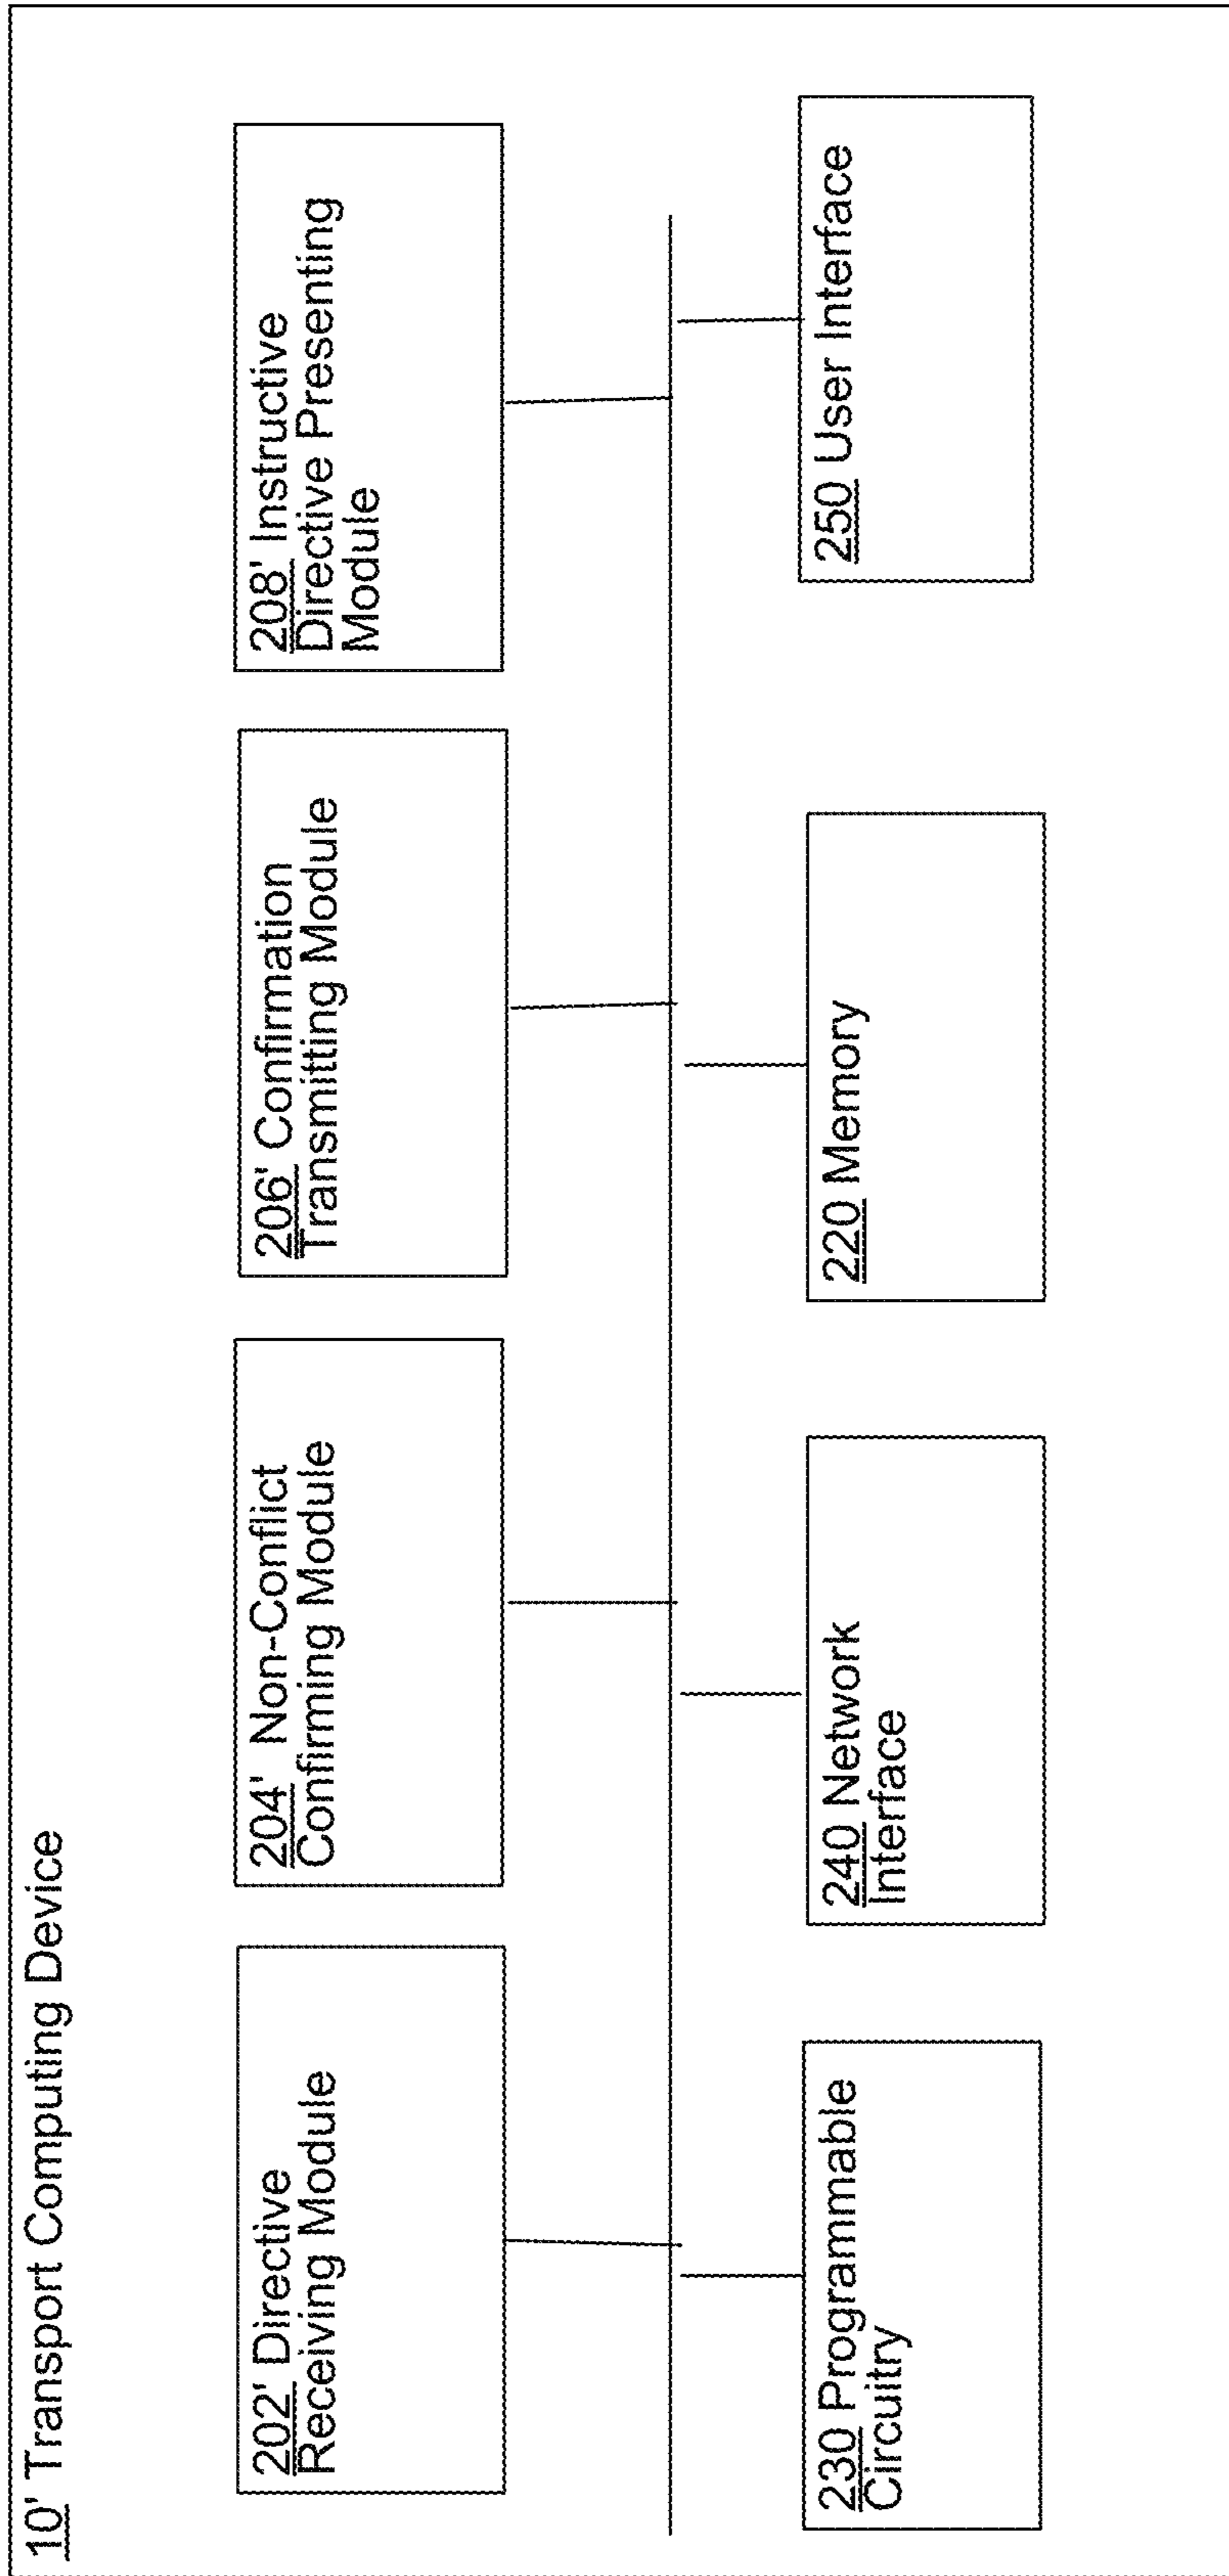 10' Transport Computing Device
202' Directive
Receiving Module
204' Non-Conflict
Confirming Module
206' Confirmation
Transmitting Module
208' Instructive
Directive Presenting
Module
230 Programmable
Circuitry
240 Network
Interface
220 Memory
250 User Interface